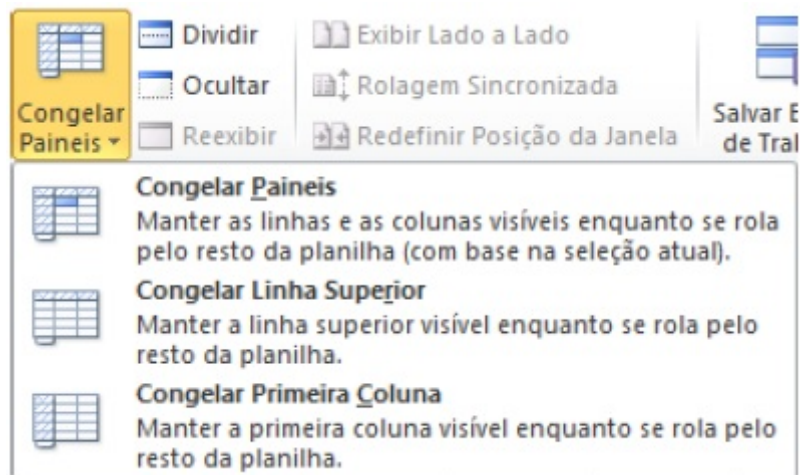 Congelar
Paineis
Dividir
Ocultar
Reexibir
Exibir Lado a Lado
Rolagem Sincronizada
Redefinir Posição da Janela
Salvar E
de Tral
Congelar Paineis
Manter as linhas e as colunas visíveis enquanto se rola
pelo resto da planilha (com base na seleção atual).
Congelar Linha Superior
Manter a linha superior visível enquanto se rola pelo
resto da planilha.
Congelar Primeira Coluna
Manter a primeira coluna visível enquanto se rola pelo
resto da planilha.